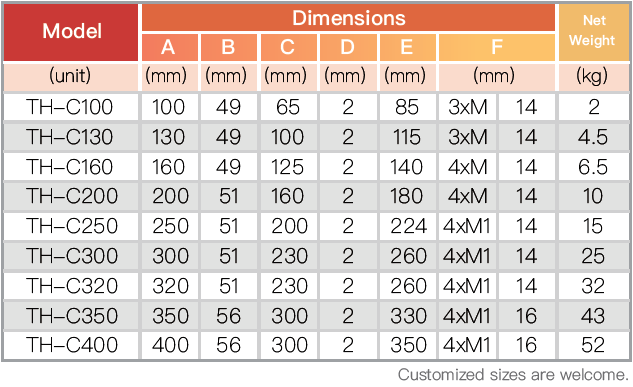 Model Dimensions Net Weight
A B C D E F
(unit) (mm) (mm) (mm) (mm) (mm) (mm) (kg)
TH-C100 100 49 65 2 85 3xM 14 2
TH-C130 130 49 100 2 115 3xM 14 4.5
TH-C160 160 49 125 2 140 4xM 14 6.5
TH-C200 200 51 160 2 180 4xM 14 10
TH-C250 250 51 200 2 224 4xM1 14 15
TH-C300 300 51 230 2 260 4xM1 14 25
TH-C320 320 51 230 2 260 4xM1 14 32
TH-C350 350 56 300 2 330 4xM1 16 43
TH-C400 400 56 300 2 350 4xM1 16 52
Customized sizes are welcome.